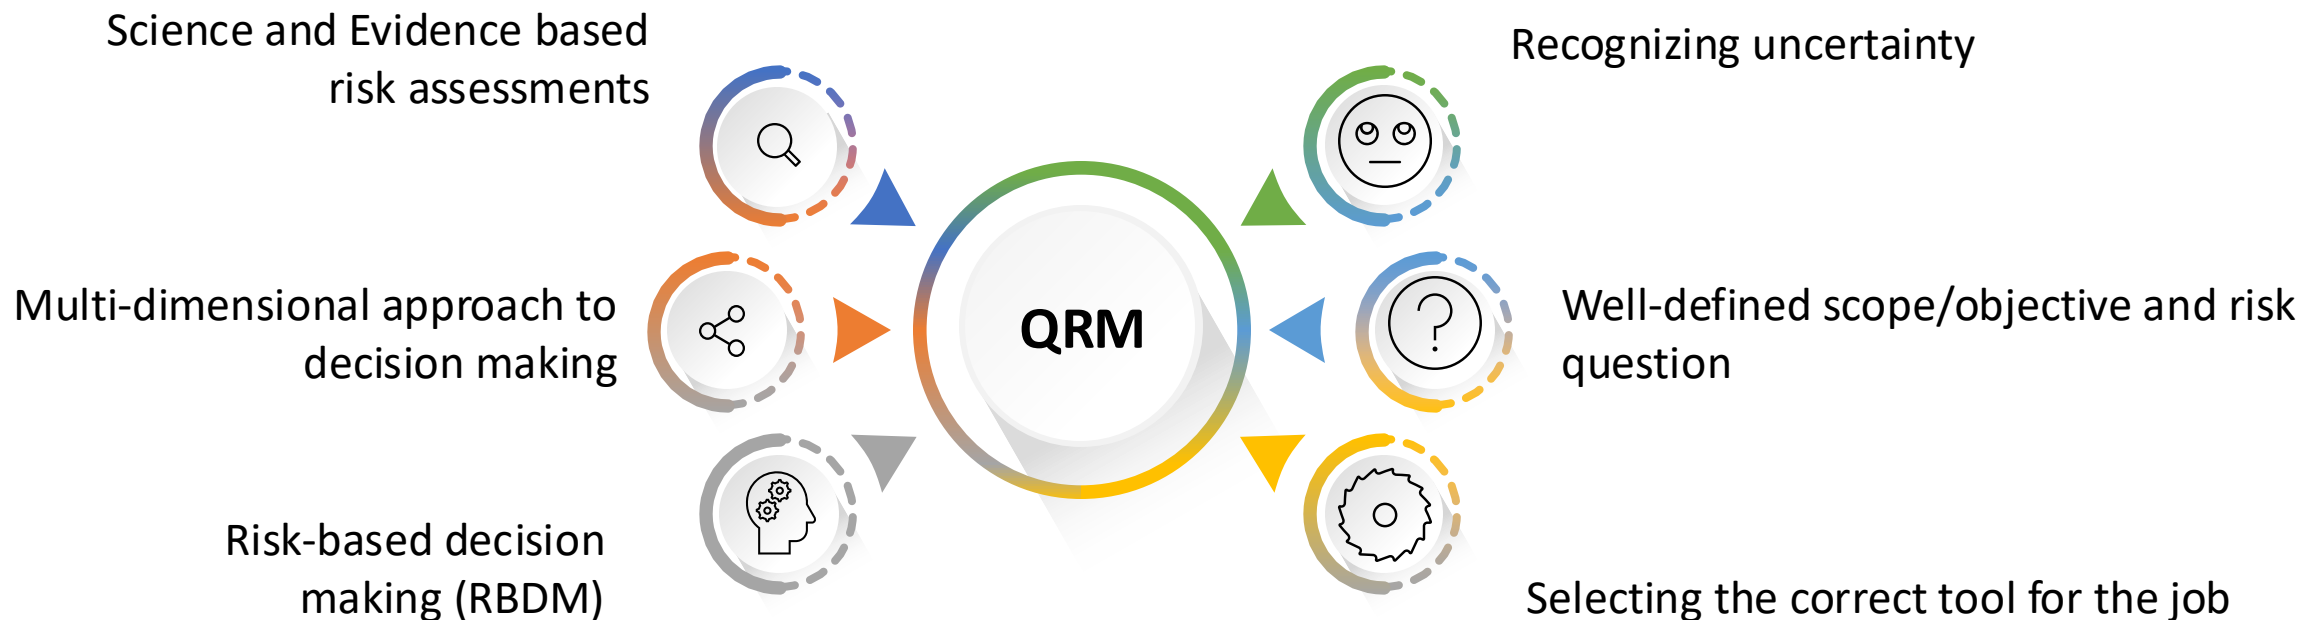 Science and Evidence based
risk assessments
Multi-dimensional approach to
decision making
Risk-based decision
making (RBDM)
QRM
Recognizing uncertainty
Well-defined scope/objective and risk
question
Selecting the correct tool for the job